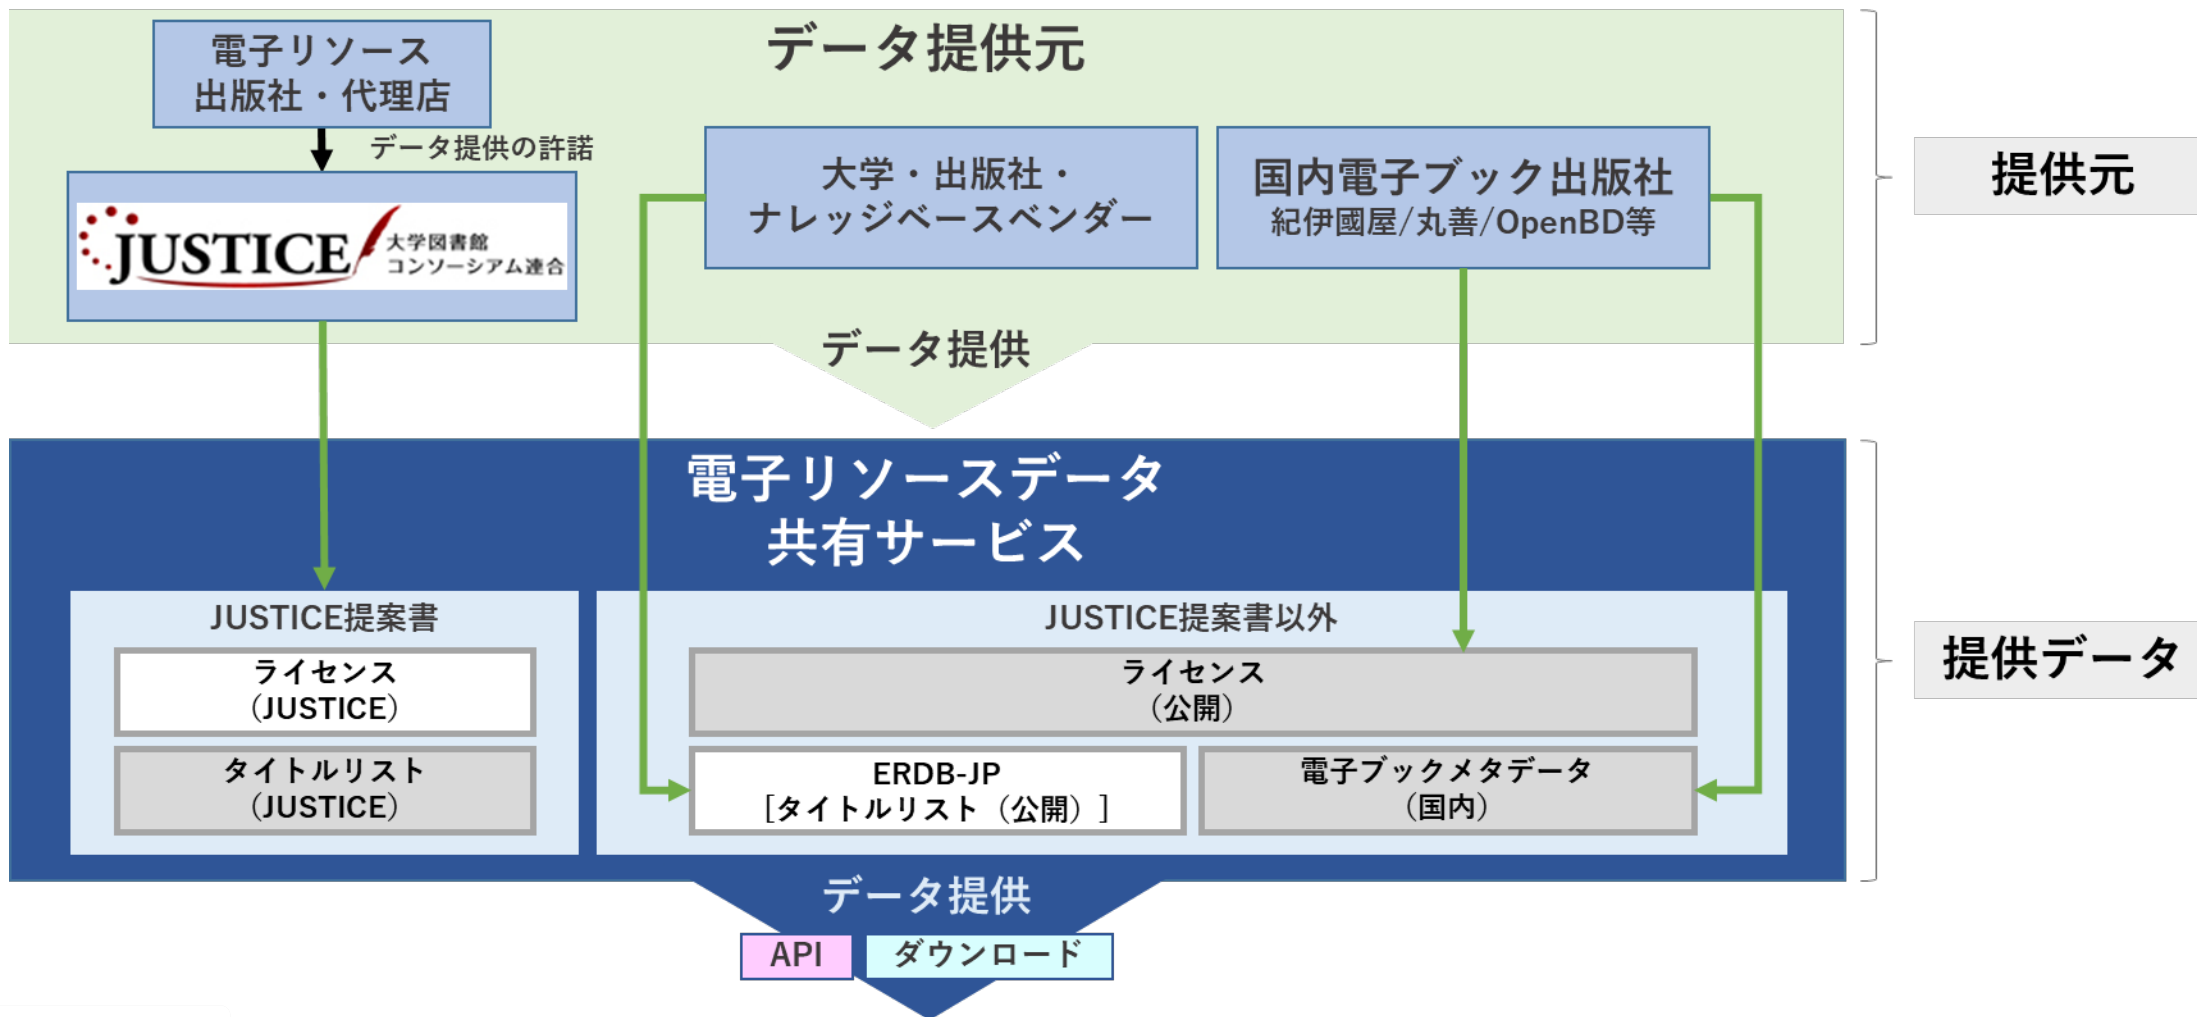 データ提供元
電子リソース
出版社・代理店
データ提供の許諾
JUSTICE
大学図書館
コンソーシアム連合
大学・出版社・
ナレッジベースベンダー
国内電子ブック出版社
紀伊國屋/丸善/OpenBD等
提供元
データ提供
電子リソースデータ
共有サービス
JUSTICE提案書
ライセンス
（JUSTICE）
タイトルリスト
（JUSTICE）
JUSTICE提案書以外
ライセンス
（公開）
ERDB-JP
[タイトルリスト（公開）]
電子ブックメタデータ
（国内）
提供データ
データ提供
API
ダウンロード